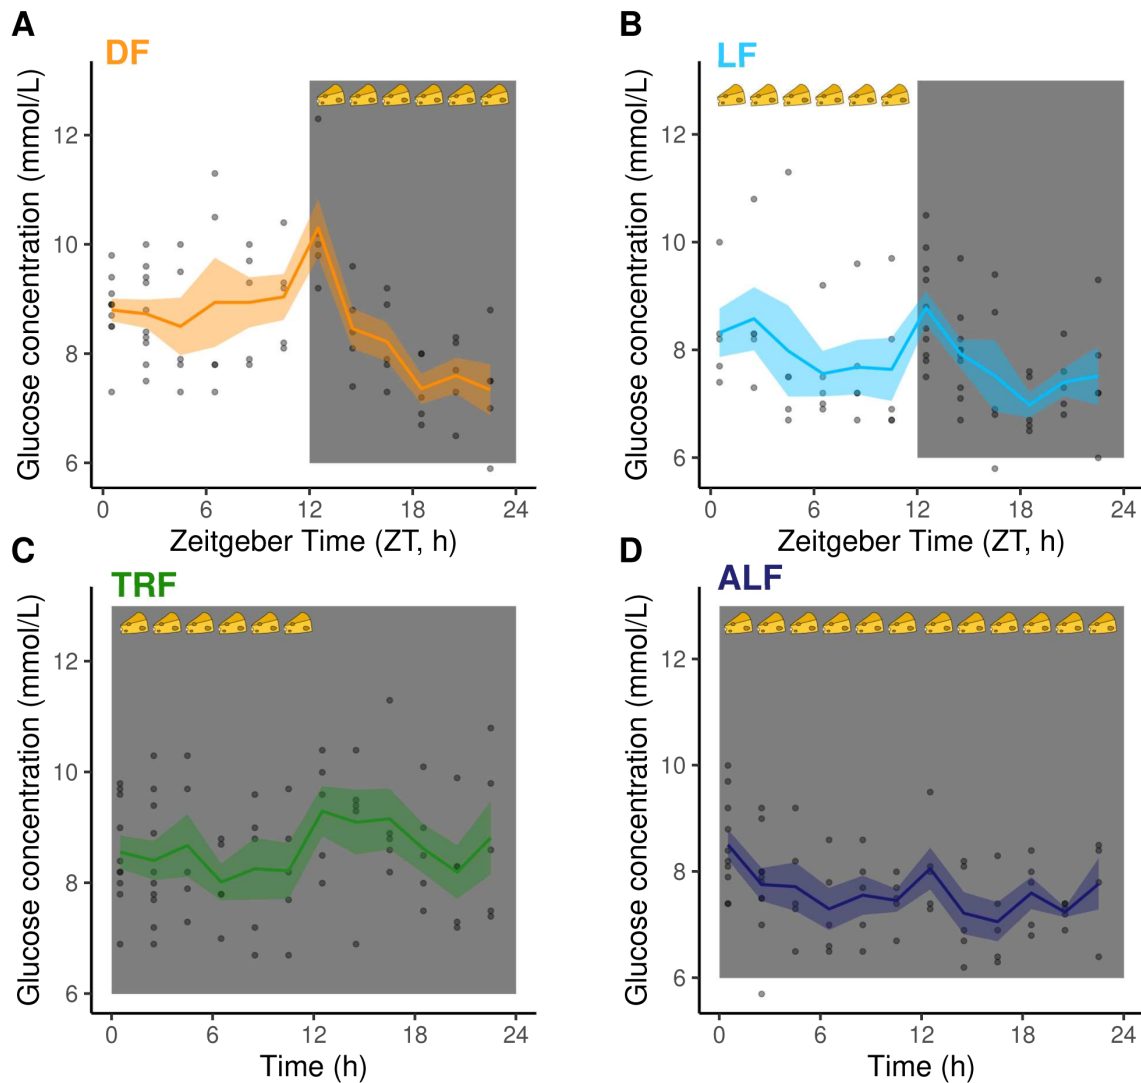 A
DF
Glucose concentration (mmol/L)
12
10
8
6
0 6 12 18 24
Zeitgeber Time (ZT, h)
B
LF
Glucose concentration (mmol/L)
12
10
8
6
0 6 12 18 24
Zeitgeber Time (ZT, h)
C
TRF
Glucose concentration (mmol/L)
12
10
8
6
0 6 12 18 24
Time (h)
D
ALF
Glucose concentration (mmol/L)
12
10
8
6
0 6 12 18 24
Time (h)